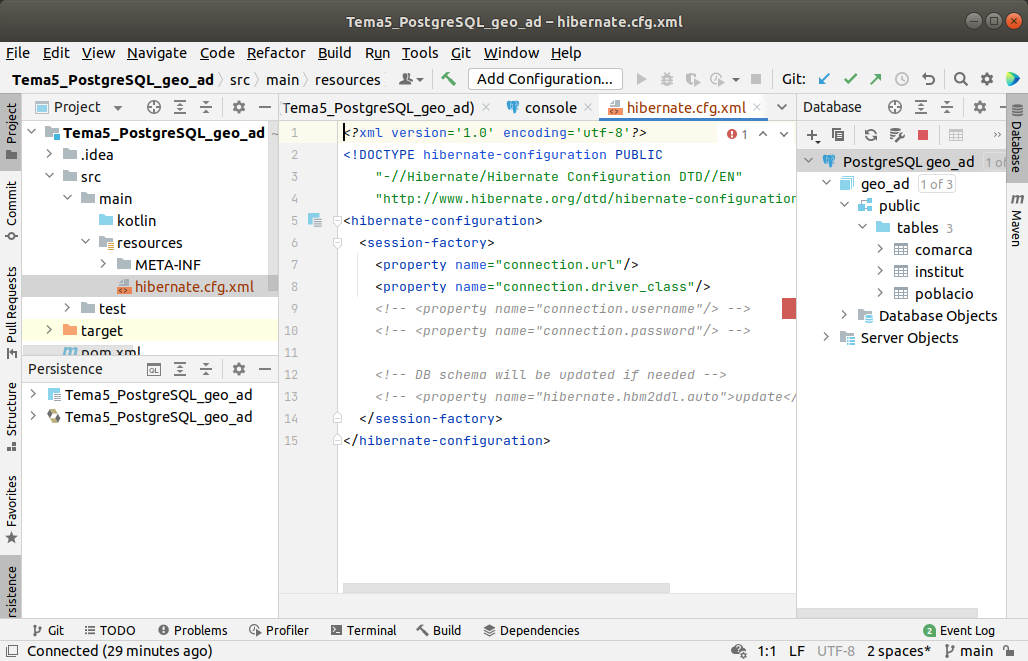 Tema5_PostgreSQL_geo_ad – hibernate.cfg.xml
File Edit View Navigate Code Refactor Build Run Tools Git Window Help
Tema5_PostgreSQL_geo_ad src main resources Add Configuration... Git:
Project
Tema5_PostgreSQL_geo_ad) console hibernate.cfg.xml
Database
Project
Commit
Pull Requests
Structure
Favorites
Tema5_PostgreSQL_geo_ad
.idea
src
main
kotlin
resources
META-INF
hibernate.cfg.xml
test
target
pom.xml
Persistence
Tema5_PostgreSQL_geo_ad
Tema5_PostgreSQL_geo_ad
1 <?xml version='1.0' encoding='utf-8'?> 1
2 <!DOCTYPE hibernate-configuration PUBLIC
3 "-//Hibernate/Hibernate Configuration DTD//EN"
4 "http://www.hibernate.org/dtd/hibernate-configuration
5 <hibernate-configuration>
6 <session-factory>
7 <property name="connection.url"/>
8 <property name="connection.driver_class"/>
9 <!-- <property name="connection.username"/> -->
10 <!-- <property name="connection.password"/> -->
11
12 <!-- DB schema will be updated if needed -->
13 <!-- <property name="hibernate.hbm2ddl.auto">update</
14 </session-factory>
15 </hibernate-configuration>
PostgreSQL geo_ad 1 of
geo_ad 1 of 3
public
tables 3
comarca
institut
poblacio
Database Objects
Server Objects
Database
Maven
Git TODO Problems Profiler Terminal Build Dependencies 2 Event Log
Connected (29 minutes ago) 1:1 LF UTF-8 2 spaces* main